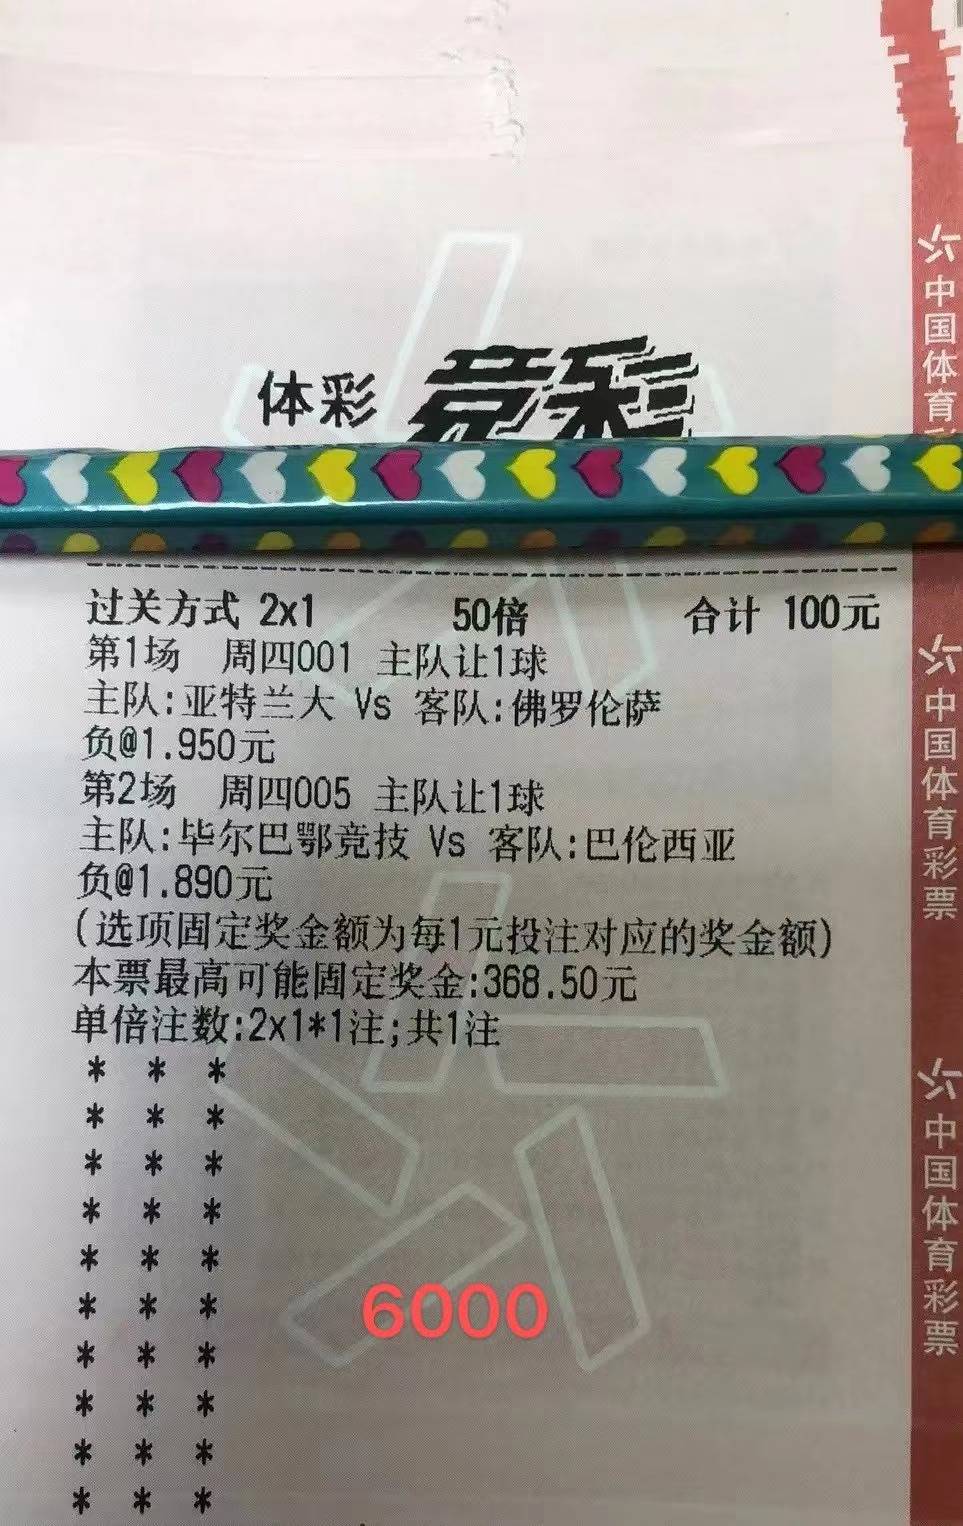 体彩 竞彩
过关方式 2x1 50倍 合计 100元
第1场 周四001 主队让1球
主队:亚特兰大 Vs 客队:佛罗伦萨
负@1.950元
第2场 周四005 主队让1球
主队:毕尔巴鄂竞技 Vs 客队:巴伦西亚
负@1.890元
(选项固定奖金额为每1元投注对应的奖金额)
本票最高可能固定奖金:368.50元
单倍注数:2x1*1注;共1注
* * *
* * *
* * *
* * *
* * *
* * *
* * *
* * *
* * *
* * *
6000
中国体育
中国体育彩票
中国体育彩票